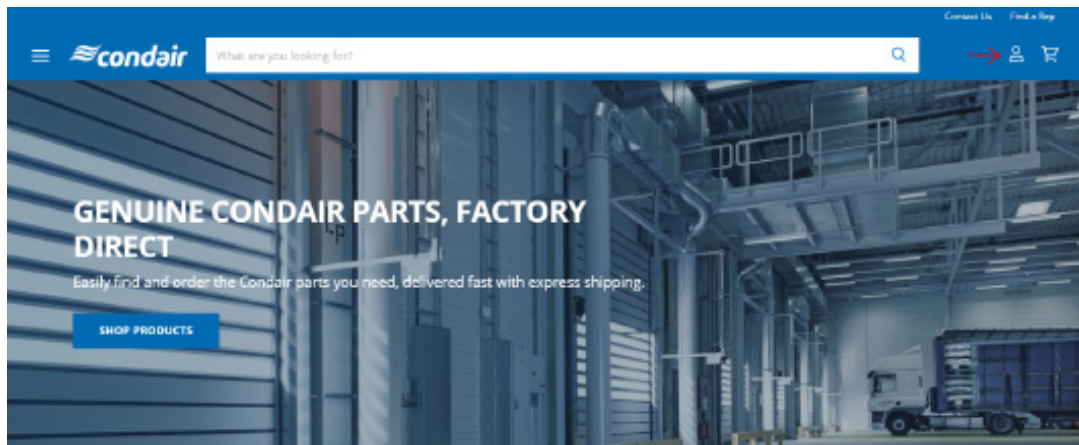 Contact Us Find a Rep
condair What are you looking for?
GENUINE CONDAIR PARTS, FACTORY
DIRECT
Easily find and order the Condair parts you need, delivered fast with express shipping.
SHOP PRODUCTS